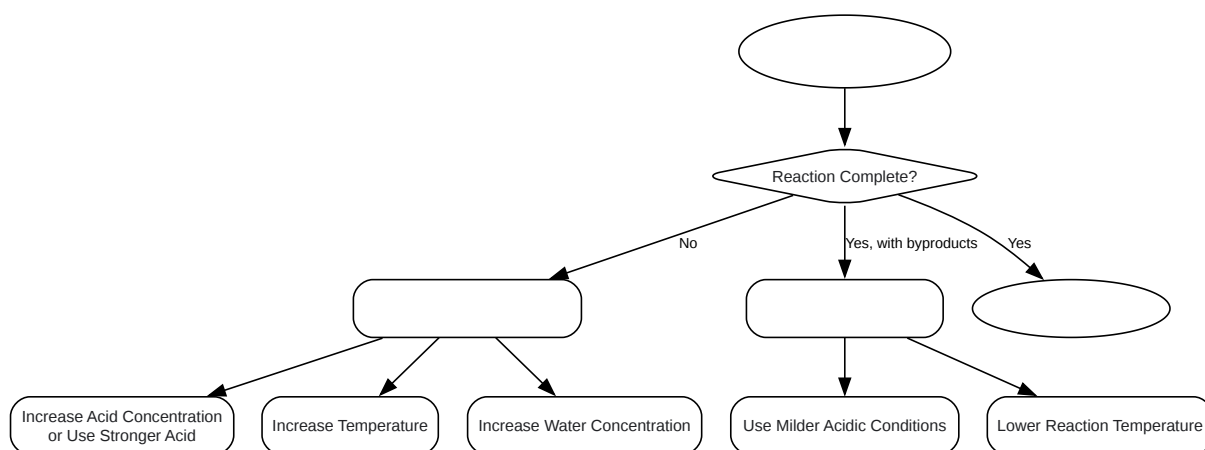 Reaction Complete?
No
Yes, with byproducts
Yes
Increase Acid Concentration
or Use Stronger Acid
Increase Temperature
Increase Water Concentration
Use Milder Acidic Conditions
Lower Reaction Temperature